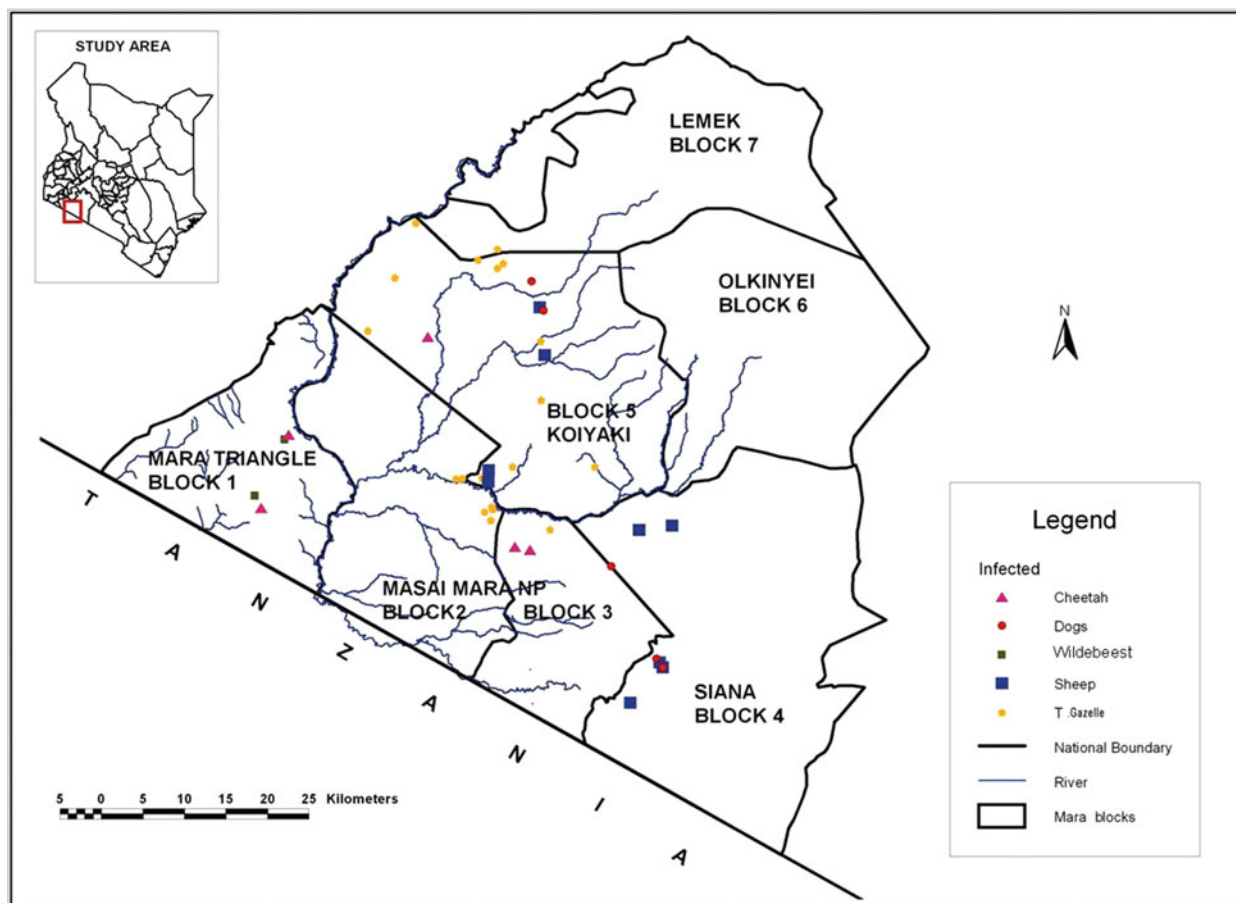 STUDY AREA
LEMEK
BLOCK 7
OLKINYEI
BLOCK 6
N
BLOCK 5
KOIYAKI
MARA TRIANGLE
BLOCK 1
MASAI MARA NP
BLOCK2
BLOCK 3
SIANA
BLOCK 4
T A N Z A N I A
Legend
Infected
Cheetah
Dogs
Wildebeest
Sheep
T .Gazelle
National Boundary
River
Mara blocks
5 0 5 10 15 20 25 Kilometers